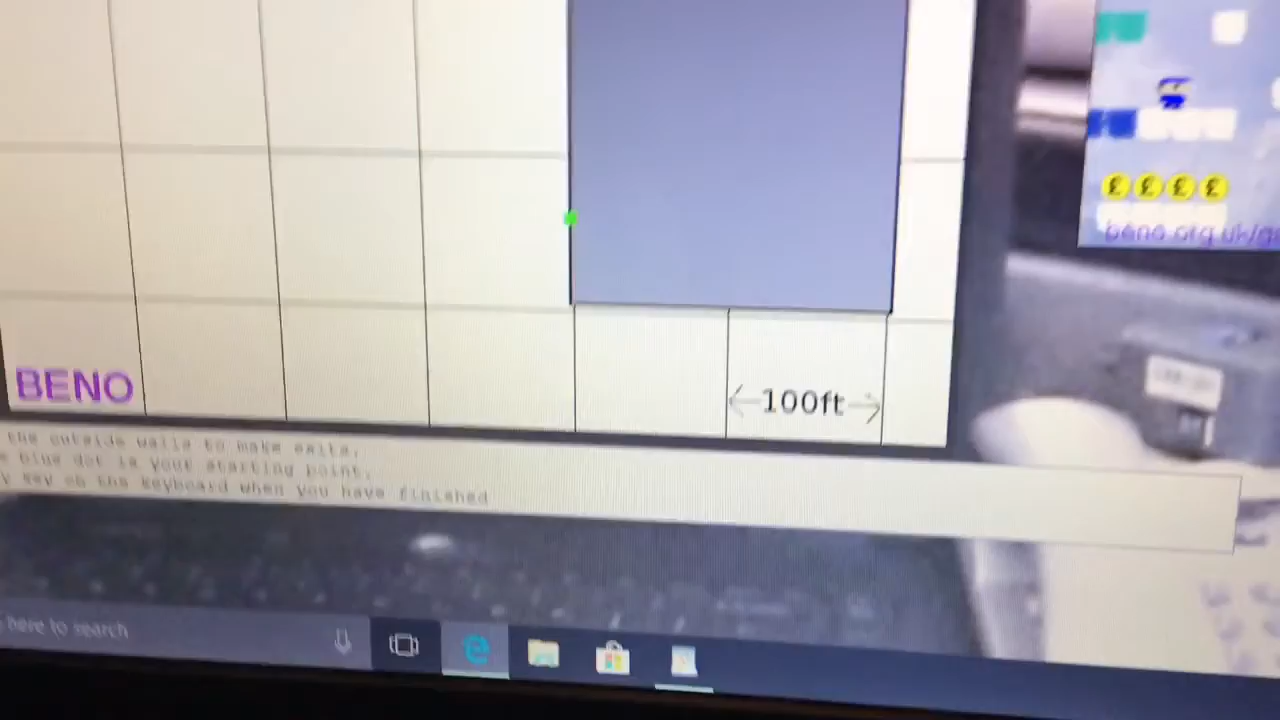 £ £ £ £
beno.org.uk/g
BENO
100ft
the outside walls to make exits.
blue dot is your starting point.
key on the keyboard when you have finished
here to search